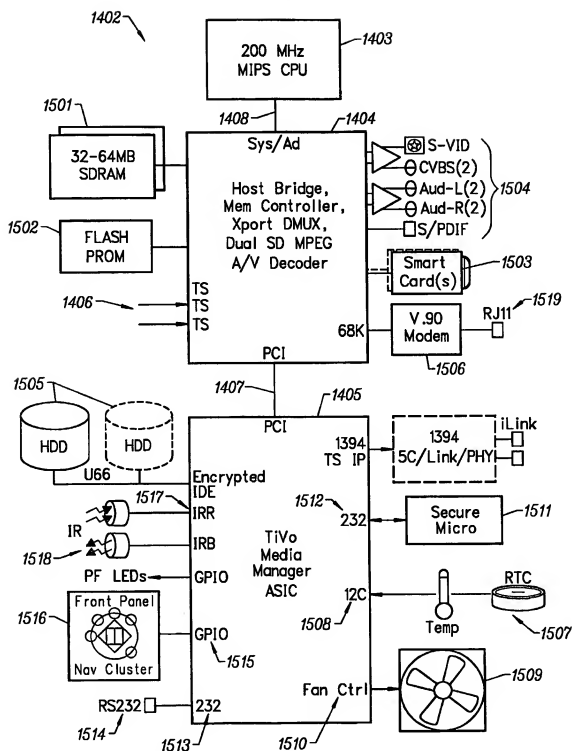 1402
1403
200 MHz
MIPS CPU
1408
1404
1501
32-64MB
SDRAM
Sys/Ad
S-VID
CVBS(2)
Aud-L(2)
Aud-R(2)
S/PDIF
1504
Host Bridge,
Mem Controller,
Xport DMUX,
Dual SD MPEG
A/V Decoder
1502
FLASH
PROM
Smart
Card(s)
1503
1406
TS
TS
TS
68K
V.90
Modem
1506
RJ11
1519
PCI
1407
1405
1505
HDD
HDD
U66
PCI
1394
TS IP
1394
5C/Link/PHY
iLink
Encrypted
IDE
1517
IR
IRR
1518
IRB
TiVo
Media
Manager
ASIC
1512
232
Secure
Micro
1511
PF LEDs
GPIO
12C
1508
Temp
RTC
1507
1516
Front Panel
Nav Cluster
GPIO
1515
RS232
1514
232
1513
Fan Ctrl
1510
1509